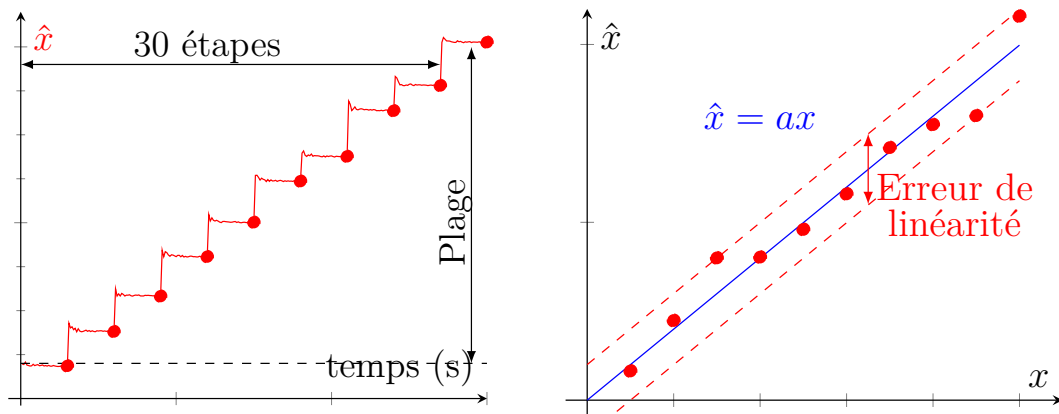 x̂
30 étapes
Plage
temps (s)
x̂
x̂ = ax
Erreur de
linéarité
x